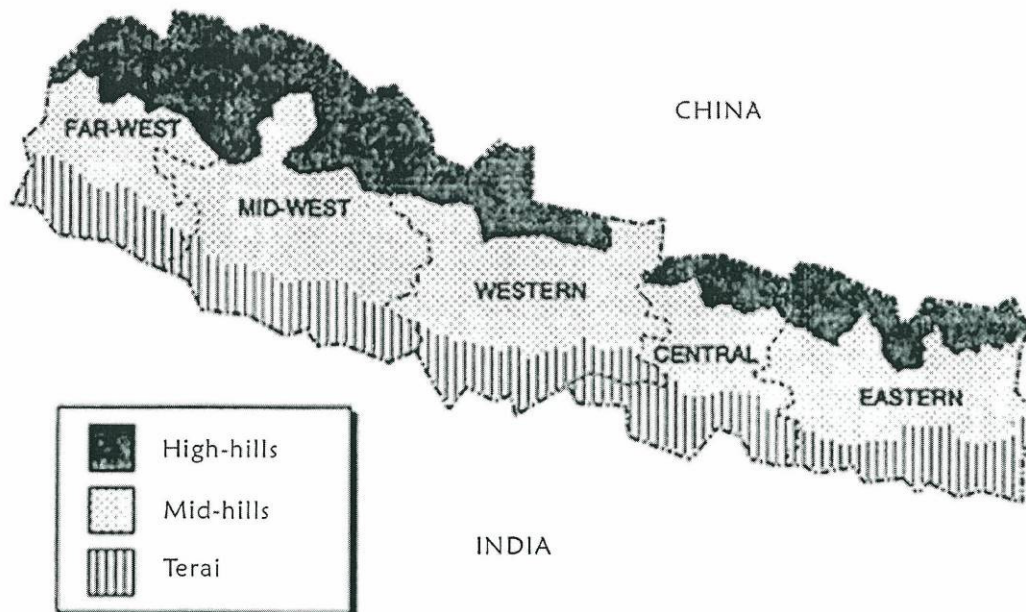 CHINA
FAR-WEST
MID-WEST
WESTERN
CENTRAL
EASTERN
High-hills
Mid-hills
Terai
INDIA